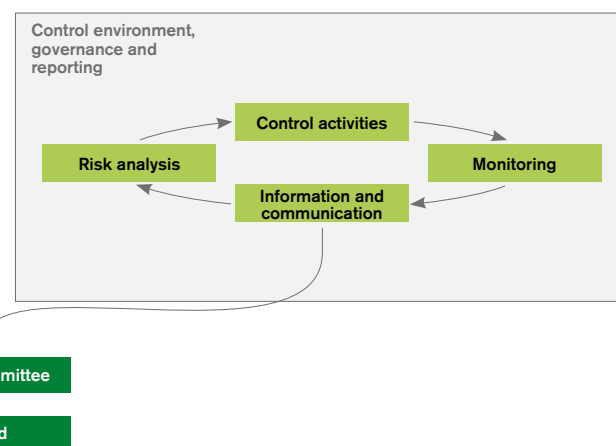 Control environment,
governance and
reporting
Control activities
Risk analysis
Monitoring
Information and
communication
mittee
d